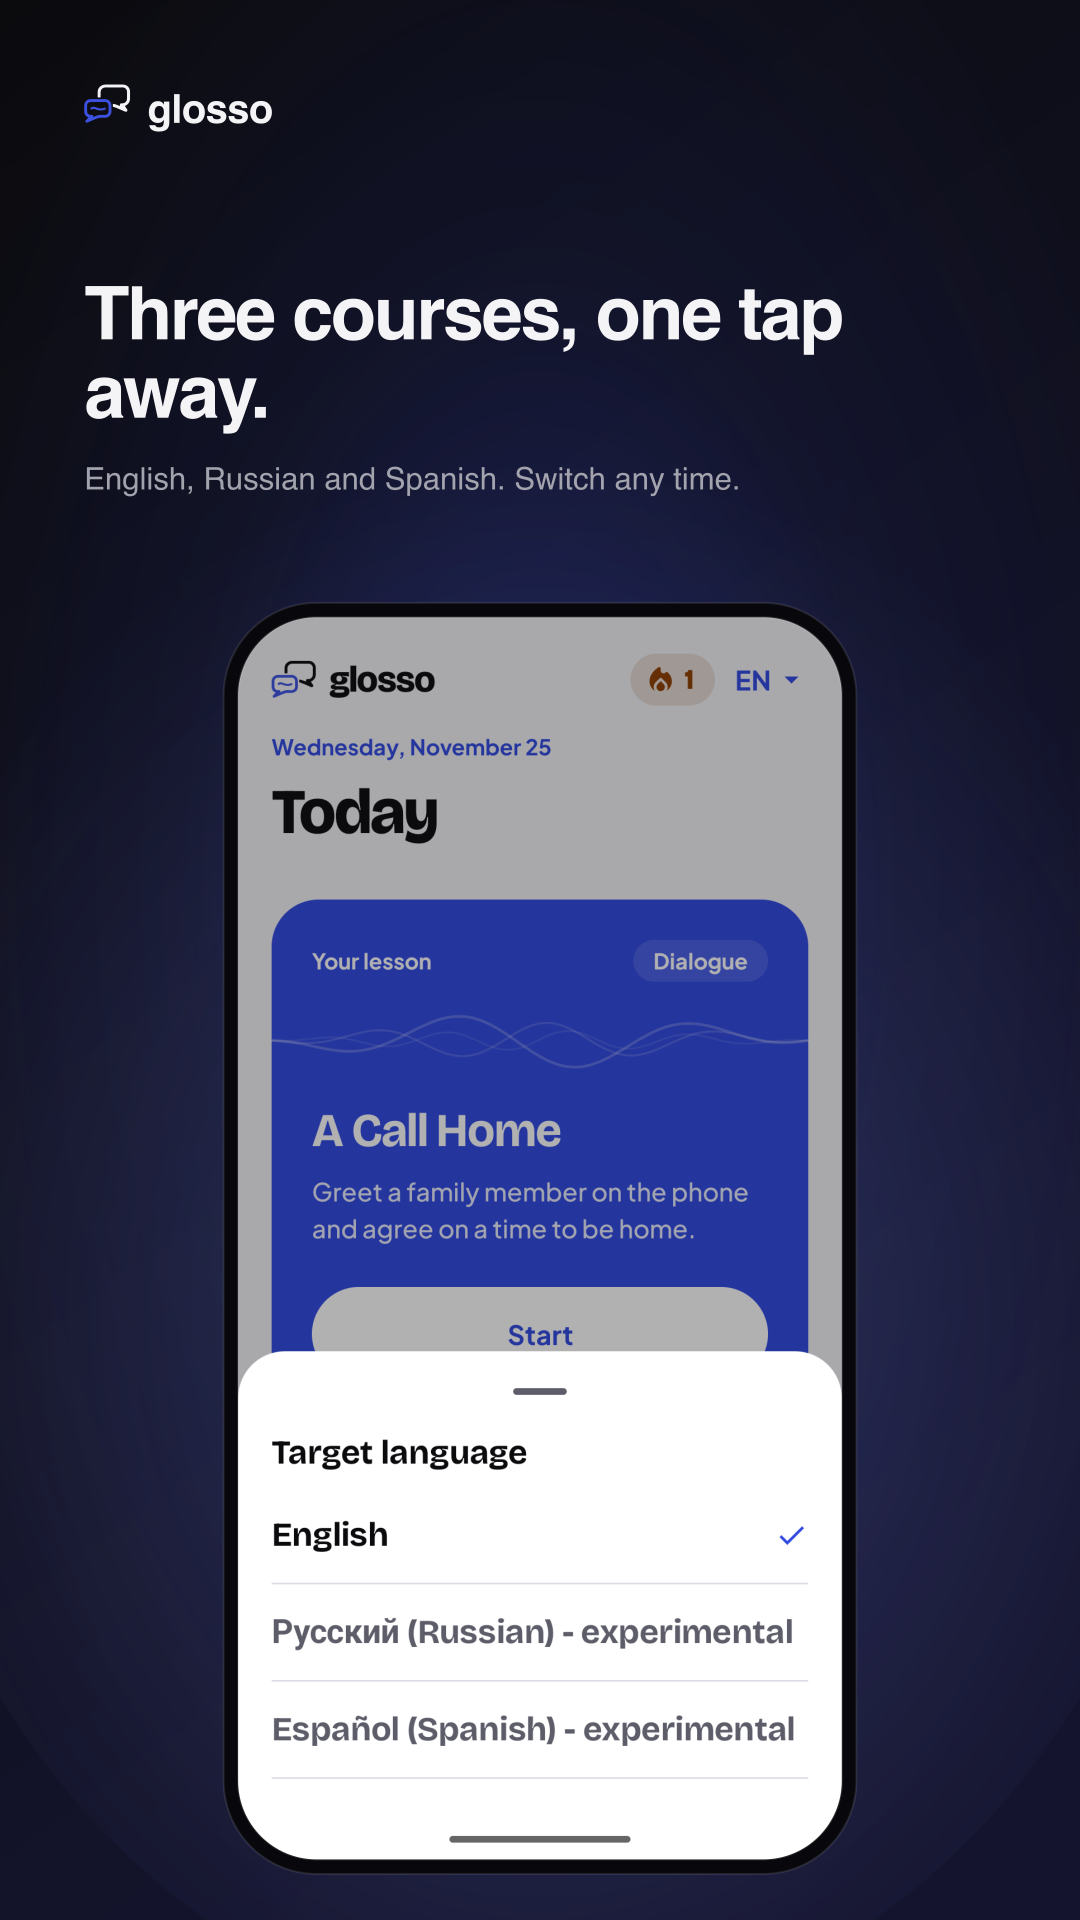 glosso
Three courses, one tap
away.
English, Russian and Spanish. Switch any time.
glosso
1
EN
Wednesday, November 25
Today
Your lesson
Dialogue
A Call Home
Greet a family member on the phone
and agree on a time to be home.
Start
Target language
English
Русский (Russian) - experimental
Español (Spanish) - experimental